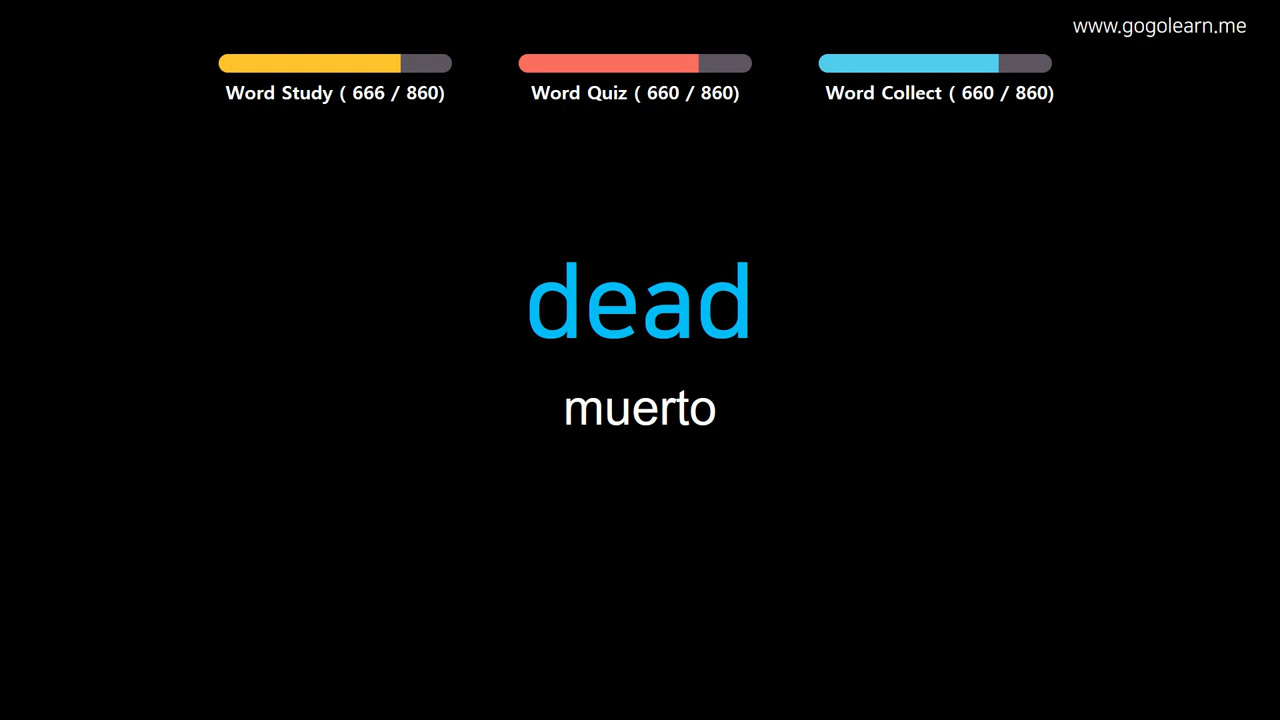 www.gogolearn.me
Word Study ( 666 / 860)
Word Quiz ( 660 / 860)
Word Collect ( 660 / 860)
dead
muerto